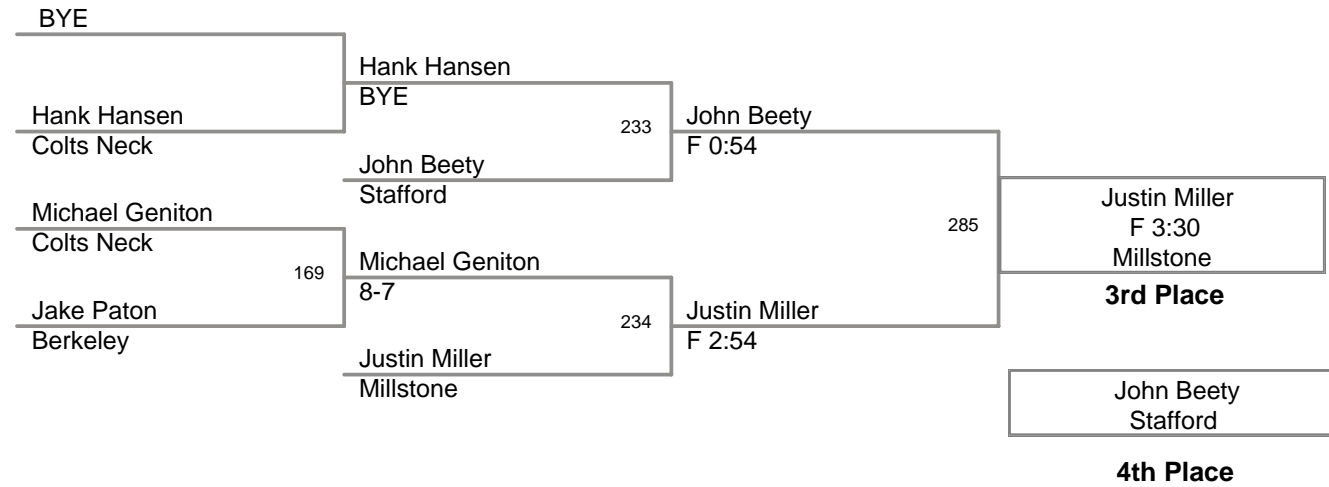 BYE
Hank Hansen
BYE
Hank Hansen
Colts Neck
233
John Beety
F 0:54
John Beety
Stafford
Michael Geniton
Colts Neck
169
Michael Geniton
8-7
Jake Paton
Berkeley
234
Justin Miller
F 2:54
Justin Miller
Millstone
285
Justin Miller
F 3:30
Millstone
3rd Place
John Beety
Stafford
4th Place